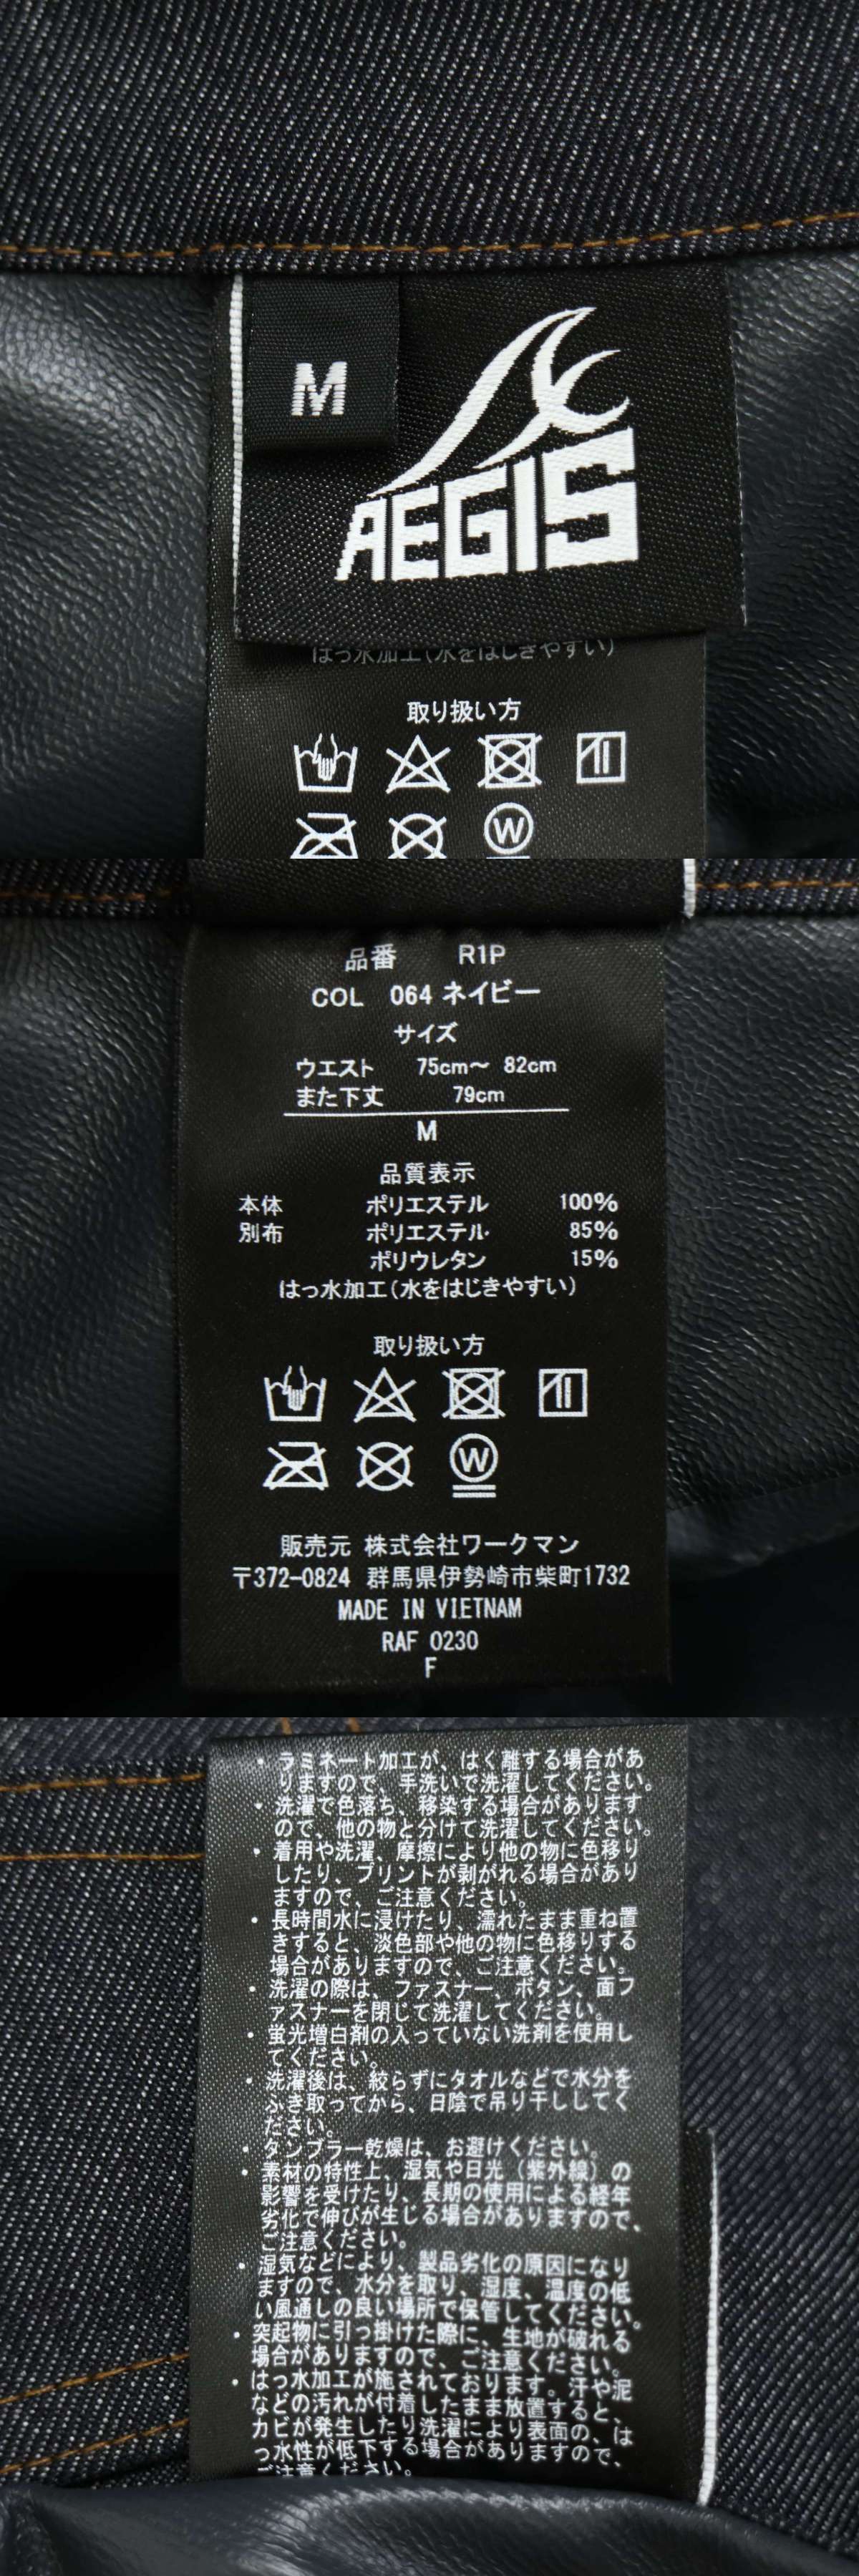 M
AEGIS
はっ水加工(水をはじきやすい)
取り扱い方
W
品番 R1P
COL 064 ネイビー
サイズ
ウエスト 75cm〜 82cm
また下丈 79cm
M
品質表示
本体 ポリエステル 100%
別布 ポリエステル 85%
ポリウレタン 15%
はっ水加工(水をはじきやすい)
取り扱い方
W
販売元 株式会社ワークマン
〒372-0824 群馬県伊勢崎市柴町1732
MADE IN VIETNAM
RAF 0230
F
・ラミネート加工が、はく離する場合があ
りますので、手洗いで洗濯してください。
・洗濯で色落ち、移染する場合があります
ので、他の物と分けて洗濯してください。
・着用や洗濯、摩擦により他の物に色移り
したり、プリントが剥がれる場合があり
ますので、ご注意ください。
・長時間水に浸けたり、濡れたまま重ね置
きすると、淡色部や他の物に色移りする
場合がありますので、ご注意ください。
・洗濯の際は、ファスナー、ボタン、面フ
ァスナーを閉じて洗濯してください。
・蛍光増白剤の入っていない洗剤を使用し
てください。
・洗濯後は、絞らずにタオルなどで水分を
ふき取ってから、日陰で吊り干ししてく
ださい。
・タンブラー乾燥は、お避けください。
・素材の特性上、湿気や日光（紫外線）の
影響を受けたり、長期の使用による経年
劣化で伸びが生じる場合がありますので、
ご注意ください。
・湿気などにより、製品劣化の原因になり
ますので、水分を取り、湿度、温度の低
い風通しの良い場所で保管してください。
・突起物に引っ掛けた際に、生地が破れる
場合がありますので、ご注意ください。
・はっ水加工が施されております。汗や泥
などの汚れが付着したまま放置すると、
カビが発生したり洗濯により表面の、は
っ水性が低下する場合がありますので、
ご注意ください。